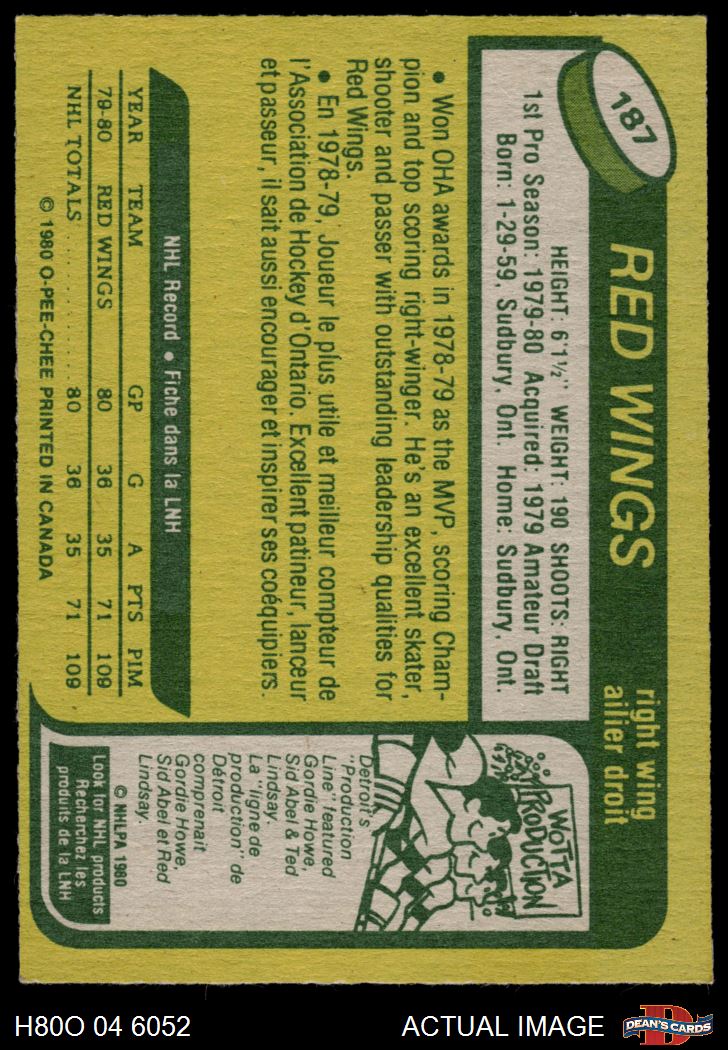 187
RED WINGS
right wing
ailier droit
HEIGHT: 6'1½" WEIGHT: 190 SHOOTS: RIGHT
1st Pro Season: 1979-80 Acquired: 1979 Amateur Draft
Born: 1-29-59, Sudbury, Ont. Home: Sudbury, Ont.
• Won OHA awards in 1978-79 as the MVP, scoring Cham-
pion and top scoring right-winger. He's an excellent skater,
shooter and passer with outstanding leadership qualities for
Red Wings.
• En 1978-79, Joueur le plus utile et meilleur compteur de
l'Association de Hockey d'Ontario. Excellent patineur, lanceur
et passeur, il sait aussi encourager et inspirer ses coéquipiers.
NHL Record • Fiche dans la LNH
YEAR TEAM GP G A PTS PIM
79-80 RED WINGS 80 36 35 71 109
NHL TOTALS .......... 80 36 35 71 109
© 1980 O-PEE-CHEE PRINTED IN CANADA
WOTTA
PRODUCTION
Detroit's
"Production
Line" featured
Gordie Howe,
Sid Abel & Ted
Lindsay.
La "ligne de
production" de
Détroit
comprenait
Gordie Howe,
Sid Abel et Red
Lindsay.
© NHLPA 1980
Look for NHL products
Recherchez les
produits de la LNH
H80O 04 6052
ACTUAL IMAGE
D
DEAN'S CARDS